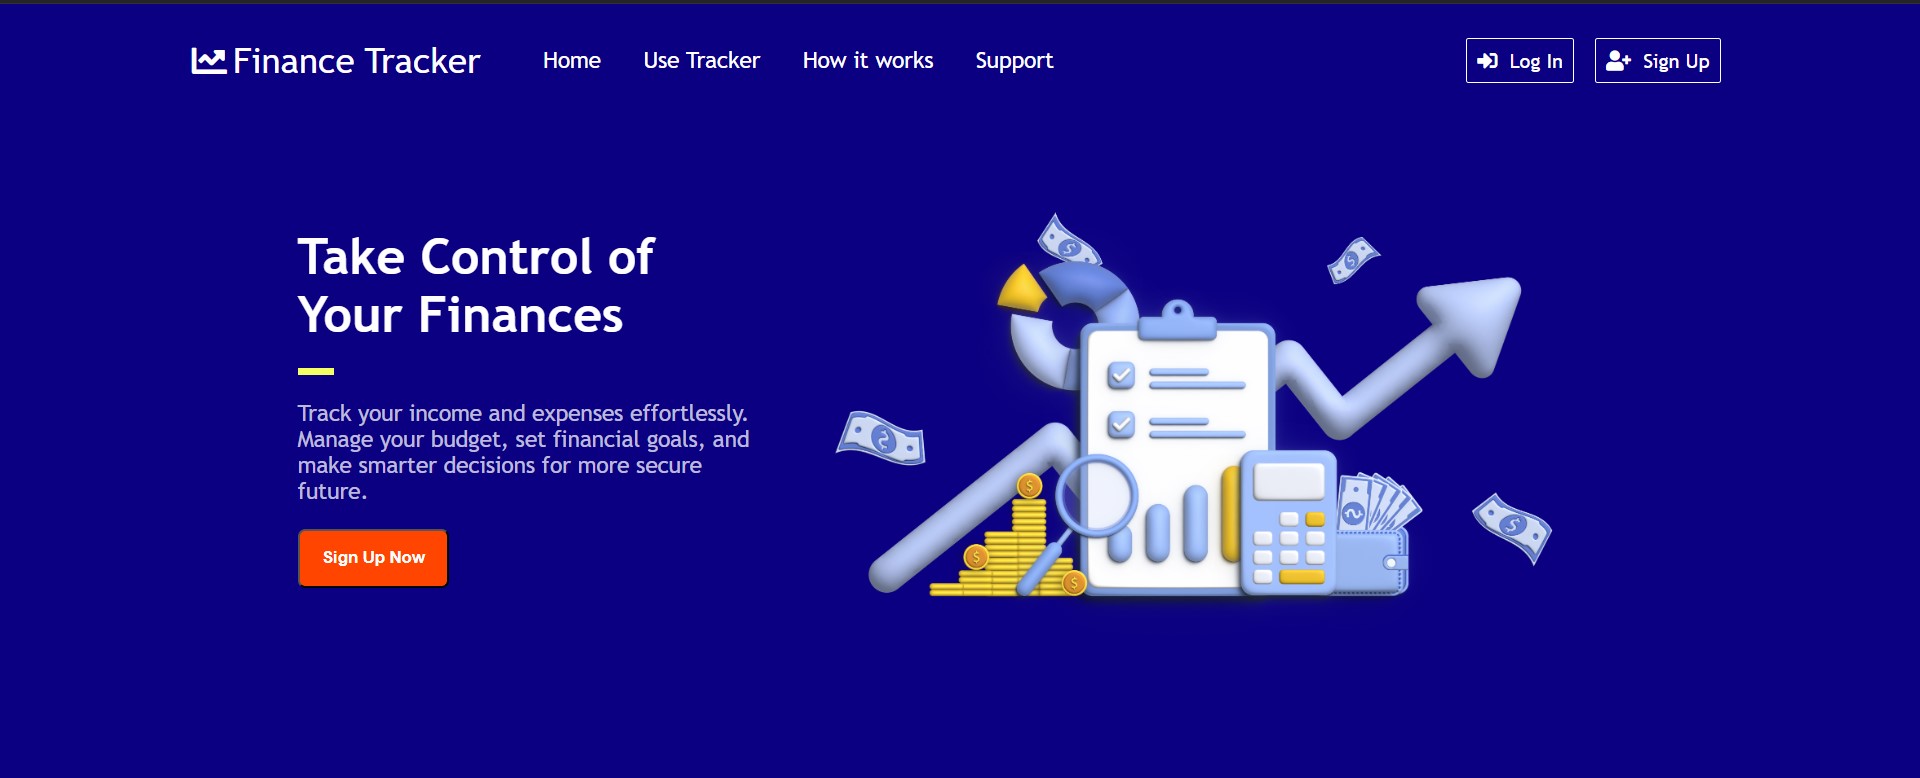 Finance Tracker
Home
Use Tracker
How it works
Support
Log In
Sign Up
Take Control of
Your Finances
Track your income and expenses effortlessly.
Manage your budget, set financial goals, and
make smarter decisions for more secure
future.
Sign Up Now